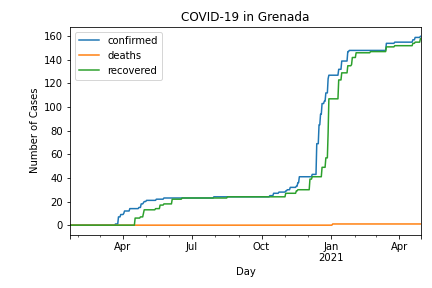 COVID-19 in Grenada
confirmed
deaths
recovered
Number of Cases
160
140
120
100
80
60
40
20
0
Apr
Jul
Oct
Jan
2021
Apr
Day